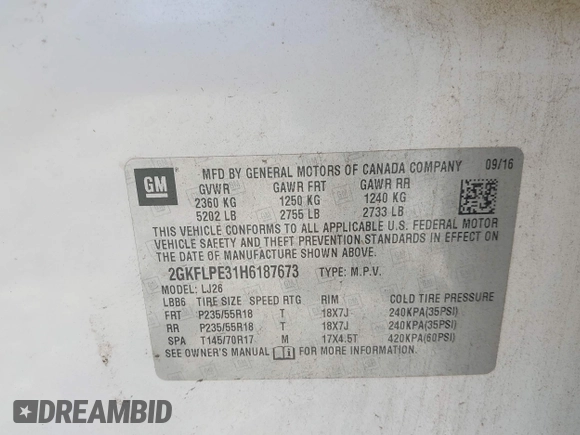 MFD BY GENERAL MOTORS OF CANADA COMPANY 09/16
GM
GVWR GAWR FRT GAWR RR
2360 KG 1250 KG 1240 KG
5202 LB 2755 LB 2733 LB
THIS VEHICLE CONFORMS TO ALL APPLICABLE U.S. FEDERAL MOTOR
VEHICLE SAFETY AND THEFT PREVENTION STANDARDS IN EFFECT ON
THE DATE OF MANUFACTURE SHOWN ABOVE.
2GKFLPE31H6187673 TYPE: M.P.V.
MODEL: LJ26
LBB6 TIRE SIZE SPEED RTG RIM COLD TIRE PRESSURE
FRT P235/55R18 T 18X7J 240KPA(35PSI)
RR P235/55R18 T 18X7J 240KPA(35PSI)
SPA T145/70R17 M 17X4.5T 420KPA(60PSI)
SEE OWNER'S MANUAL FOR MORE INFORMATION.
DREAMBID